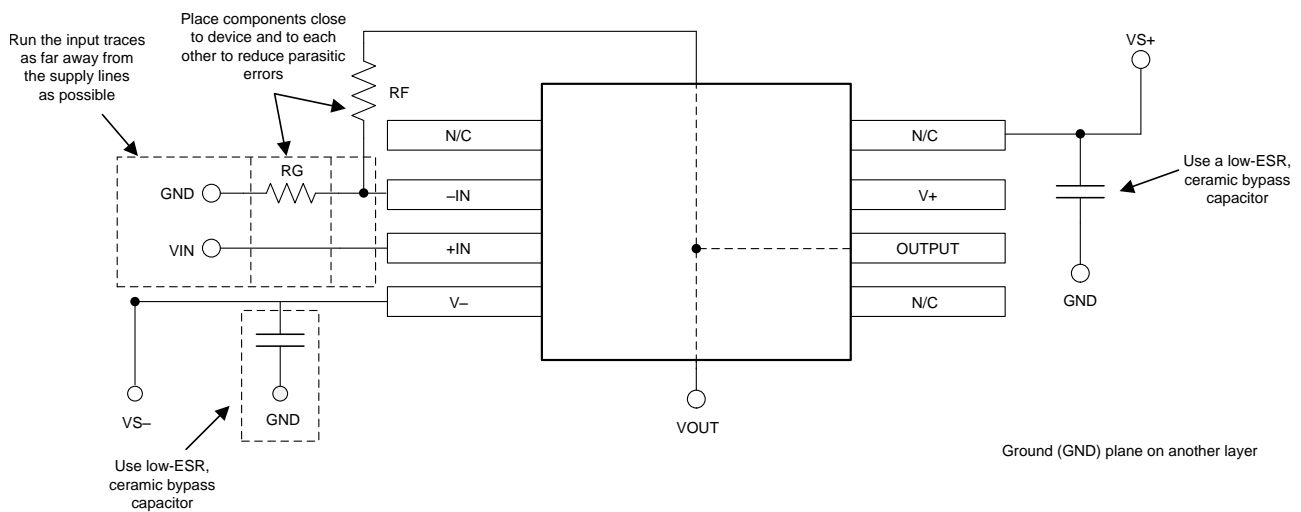 Place components close
to device and to each
other to reduce parasitic
errors
Run the input traces
as far away from
the supply lines
as possible
VS+
RF
N/C
N/C
RG
Use a low-ESR,
ceramic bypass
capacitor
GND
–IN
V+
VIN
+IN
OUTPUT
V–
N/C
GND
VS–
GND
VOUT
Use low-ESR,
ceramic bypass
capacitor
Ground (GND) plane on another layer